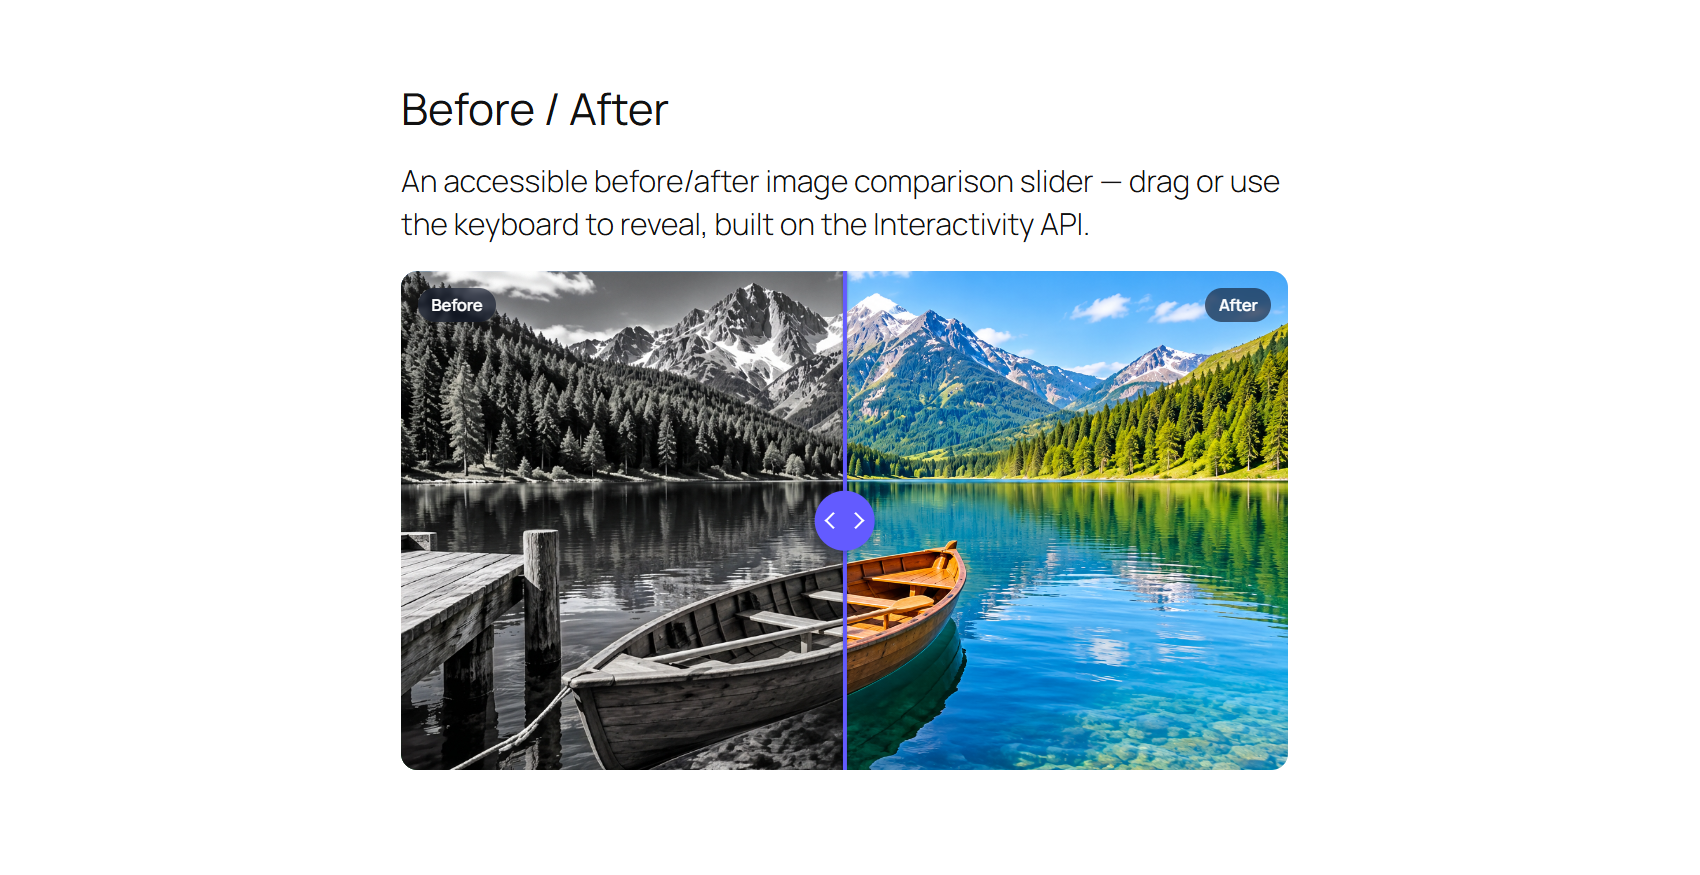 Before / After
An accessible before/after image comparison slider — drag or use
the keyboard to reveal, built on the Interactivity API.
Before
After